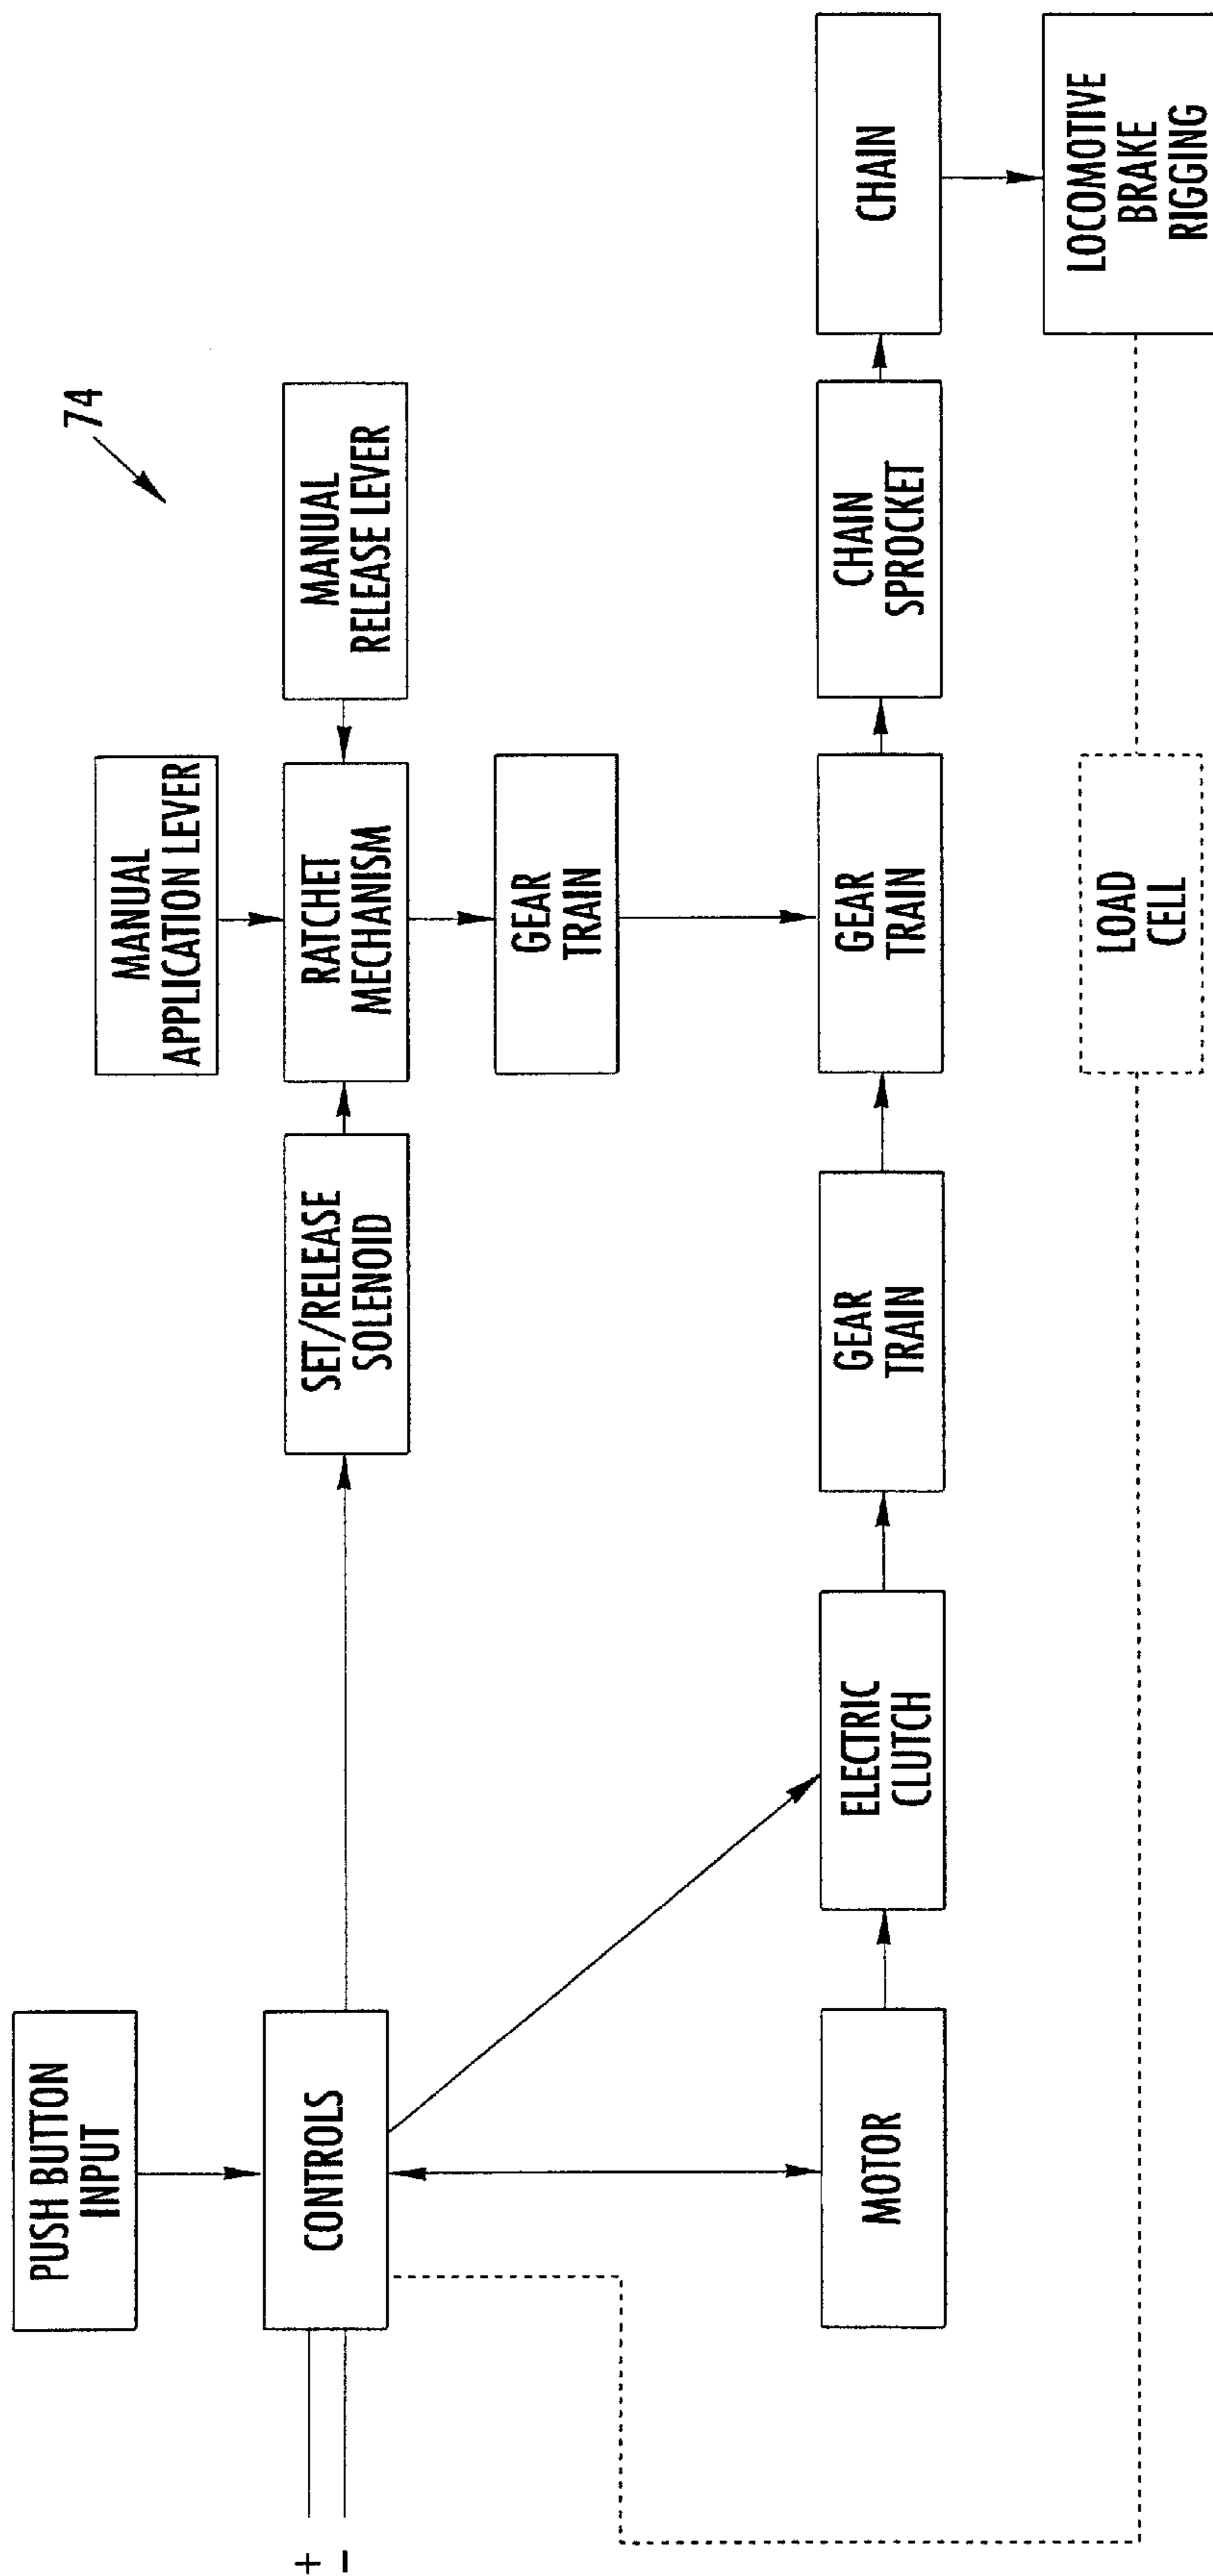 74
PUSH BUTTON
INPUT
MANUAL
APPLICATION LEVER
CONTROLS
SET/RELEASE
SOLENOID
RATCHET
MECHANISM
MANUAL
RELEASE LEVER
+
-
GEAR
TRAIN
MOTOR
ELECTRIC
CLUTCH
GEAR
TRAIN
GEAR
TRAIN
CHAIN
SPROCKET
CHAIN
LOAD
CELL
LOCOMOTIVE
BRAKE
RIGGING